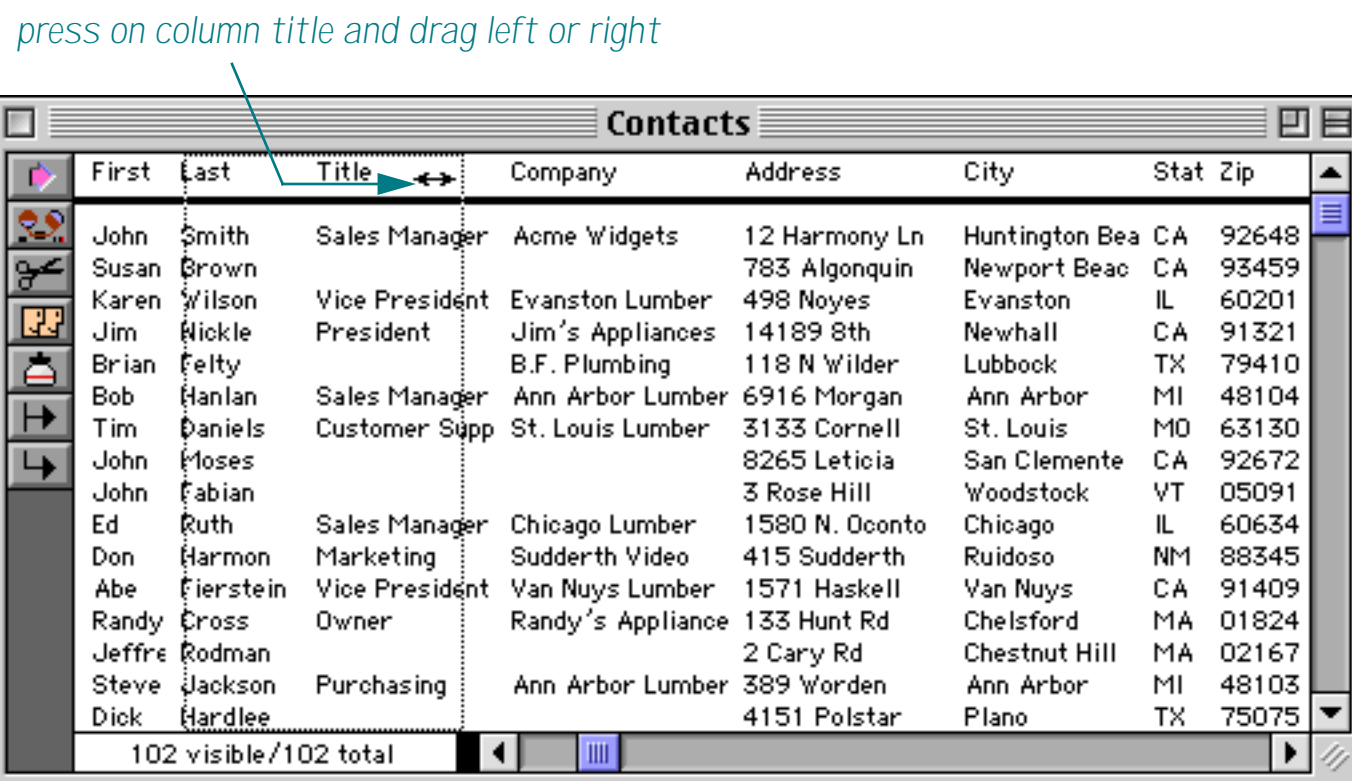 press on column title and drag left or right
Contacts
First Last Title Company Address City Stat Zip
John Smith Sales Manager Acme Widgets 12 Harmony Ln Huntington Bea CA 92648
Susan Brown 783 Algonquin Newport Beac CA 93459
Karen Wilson Vice President Evanston Lumber 498 Noyes Evanston IL 60201
Jim Nickle President Jim's Appliances 14189 8th Newhall CA 91321
Brian Felty B.F. Plumbing 118 N Wilder Lubbock TX 79410
Bob Hanlan Sales Manager Ann Arbor Lumber 6916 Morgan Ann Arbor MI 48104
Tim Daniels Customer Supp St. Louis Lumber 3133 Cornell St. Louis MO 63130
John Moses 8265 Leticia San Clemente CA 92672
John Fabian 3 Rose Hill Woodstock VT 05091
Ed Ruth Sales Manager Chicago Lumber 1580 N. Oconto Chicago IL 60634
Don Harmon Marketing Sudderth Video 415 Sudderth Ruidoso NM 88345
Abe Fierstein Vice President Van Nuys Lumber 1571 Haskell Van Nuys CA 91409
Randy Cross Owner Randy's Appliance 133 Hunt Rd Chelsford MA 01824
Jeffre Rodman 2 Cary Rd Chestnut Hill MA 02167
Steve Jackson Purchasing Ann Arbor Lumber 389 Worden Ann Arbor MI 48103
Dick Hardlee 4151 Polstar Plano TX 75075
102 visible/102 total